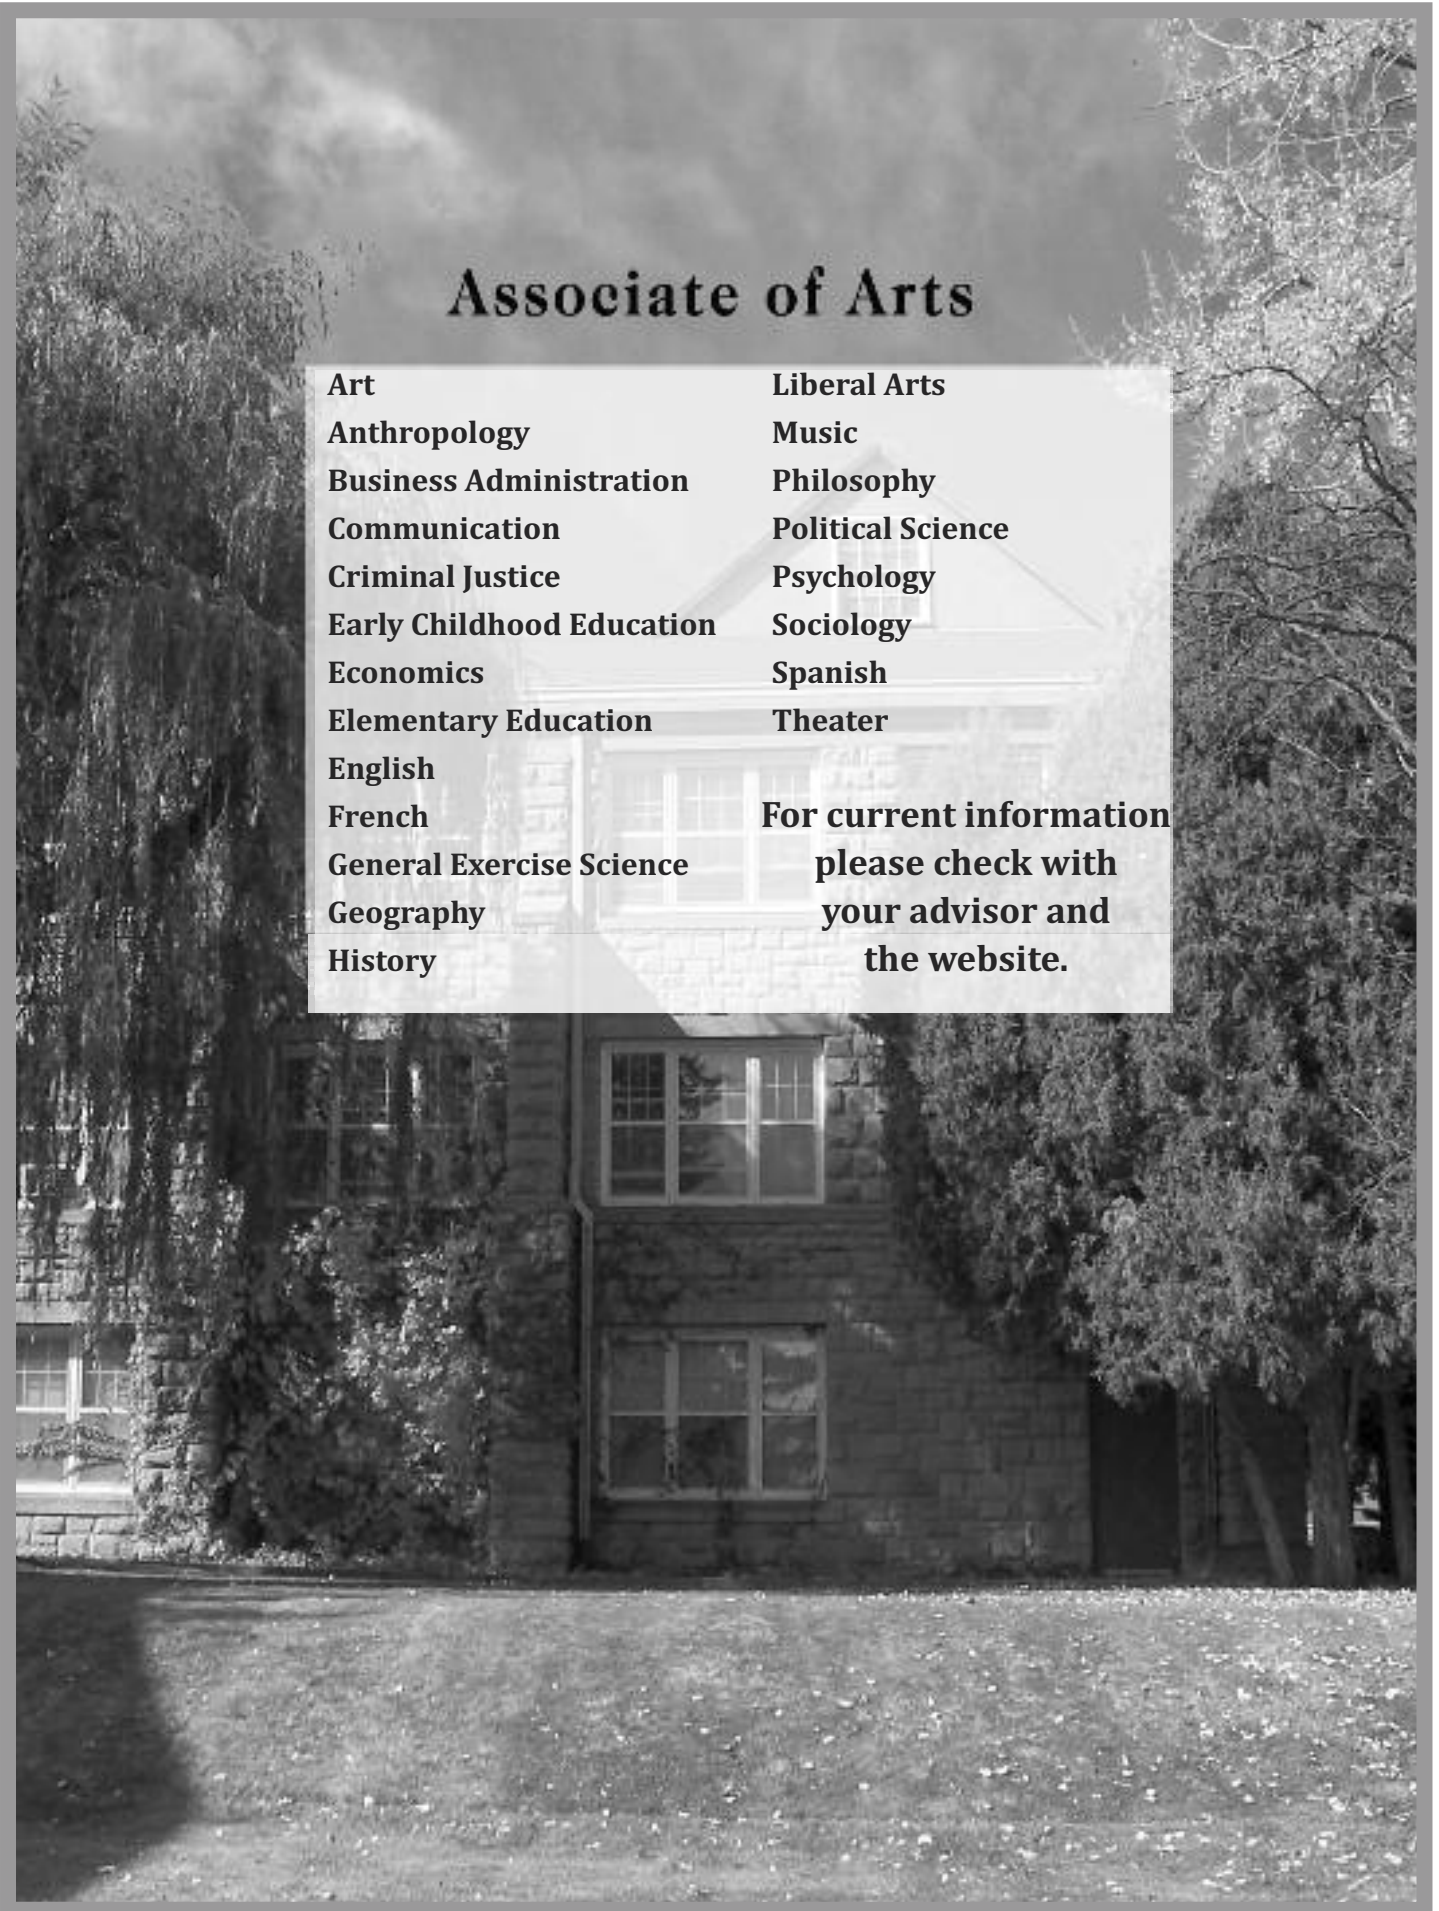 Associate of Arts
Art
Anthropology
Business Administration
Communication
Criminal Justice
Early Childhood Education
Economics
Elementary Education
English
French
General Exercise Science
Geography
History
Liberal Arts
Music
Philosophy
Political Science
Psychology
Sociology
Spanish
Theater
For current information
please check with
your advisor and
the website.